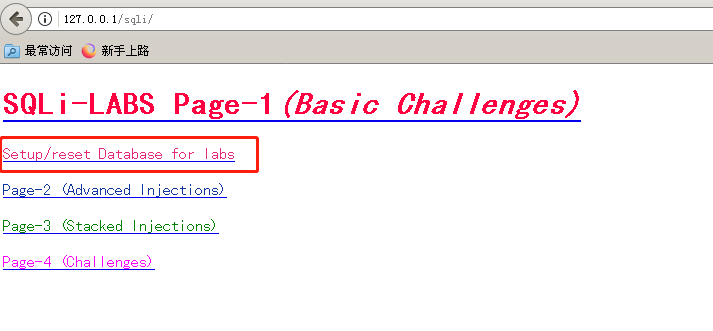 127.0.0.1/sqli/
最常访问 新手上路
SQLi-LABS Page-1(Basic Challenges)
Setup/reset Database for labs
Page-2 (Advanced Injections)
Page-3 (Stacked Injections)
Page-4 (Challenges)